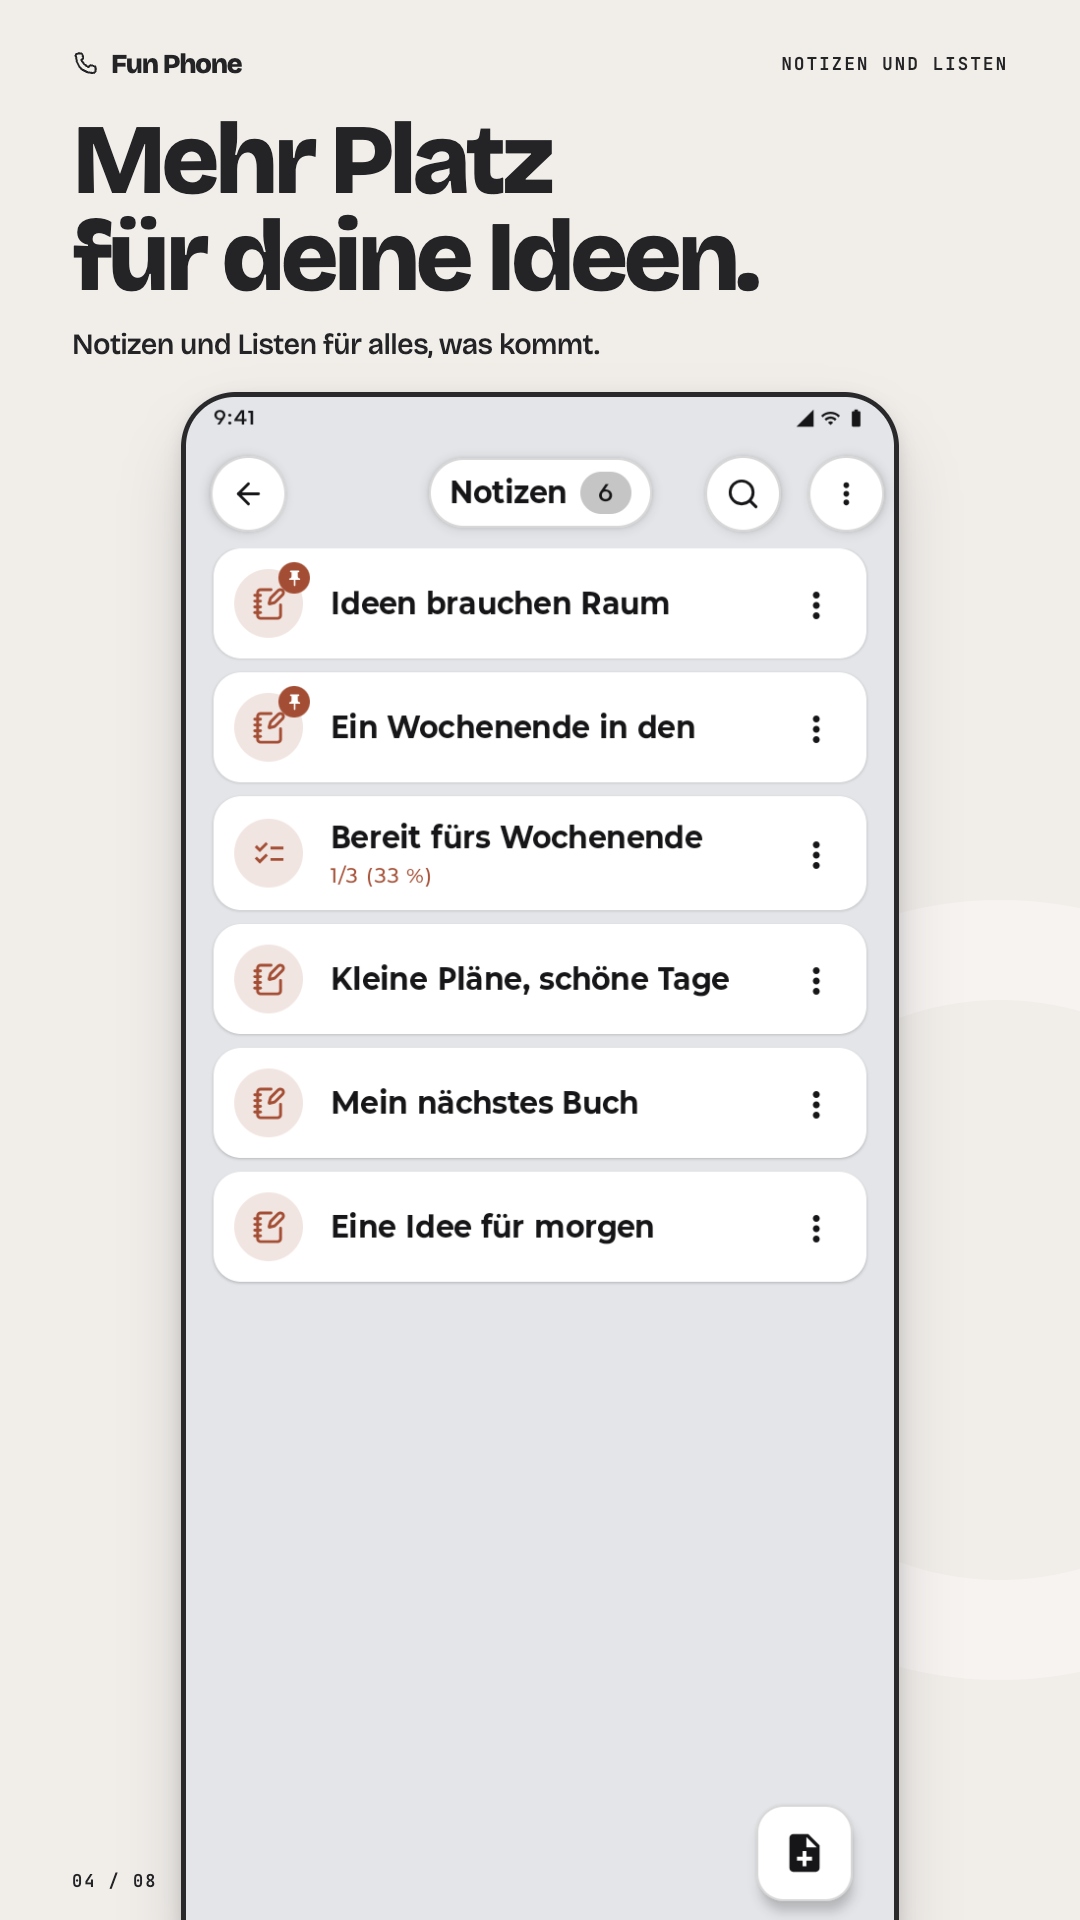 Fun Phone
NOTIZEN UND LISTEN
Mehr Platz
für deine Ideen.
Notizen und Listen für alles, was kommt.
9:41
Notizen 6
Ideen brauchen Raum
Ein Wochenende in den
Bereit fürs Wochenende
1/3 (33 %)
Kleine Pläne, schöne Tage
Mein nächstes Buch
Eine Idee für morgen
04 / 08